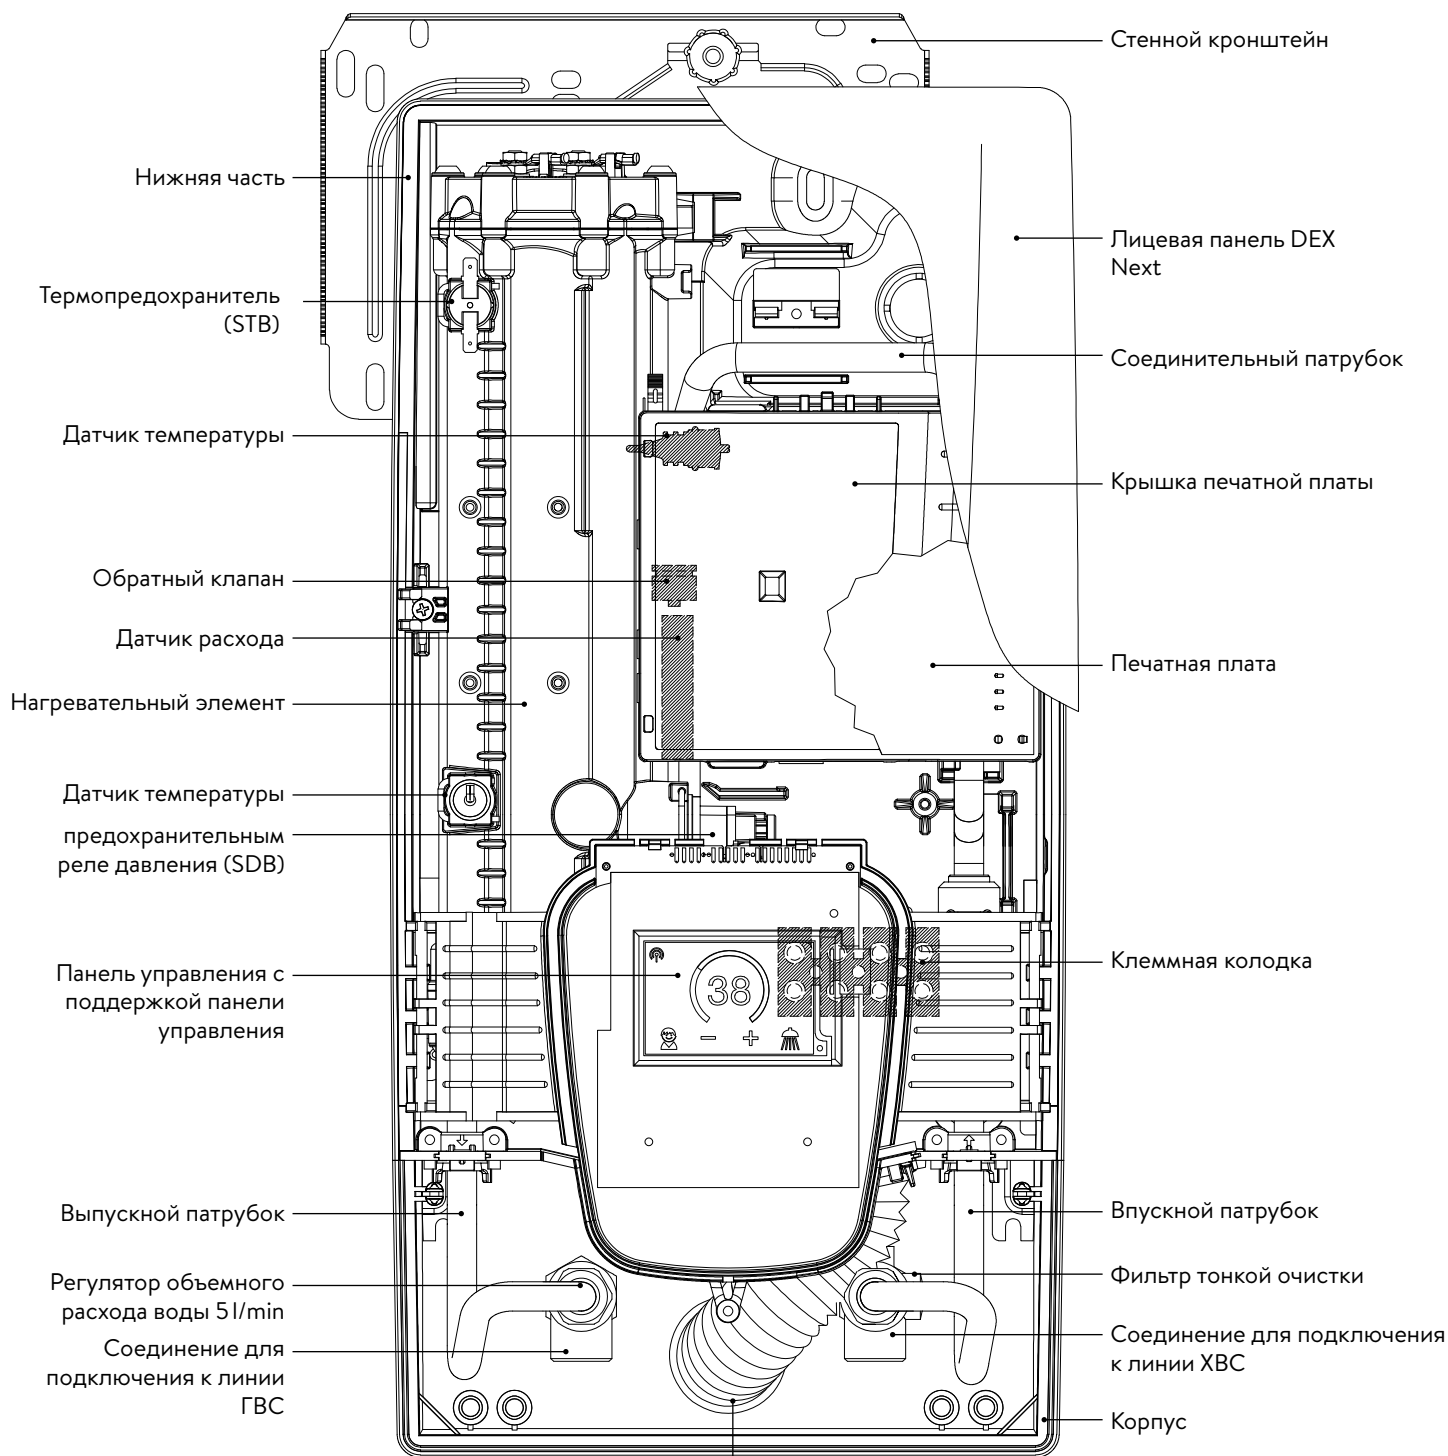 Стенной кронштейн
Нижняя часть
Лицевая панель DEX
Next
Термопредохранитель
(STB)
Соединительный патрубок
Датчик температуры
Крышка печатной платы
Обратный клапан
Датчик расхода
Печатная плата
Нагревательный элемент
Датчик температуры
предохранительным
реле давления (SDB)
Панель управления с
поддержкой панели
управления
38
Клеммная колодка
Выпускной патрубок
Впускной патрубок
Регулятор объемного
расхода воды 5 l/min
Фильтр тонкой очистки
Соединение для
подключения к линии
ГВС
Соединение для подключения
к линии ХВС
Корпус